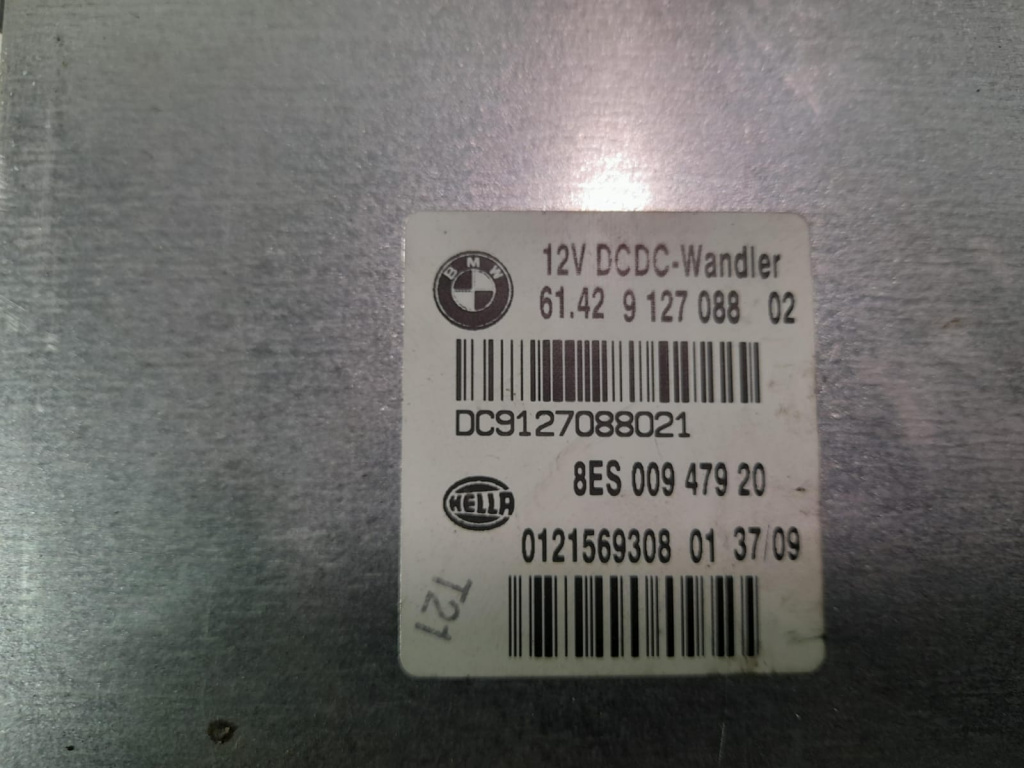 BMW
12V DCDC-Wandler
61.42 9 127 088 02
DC9127088021
HELLA
8ES 009 479 20
0121569308 01 37/09
T21